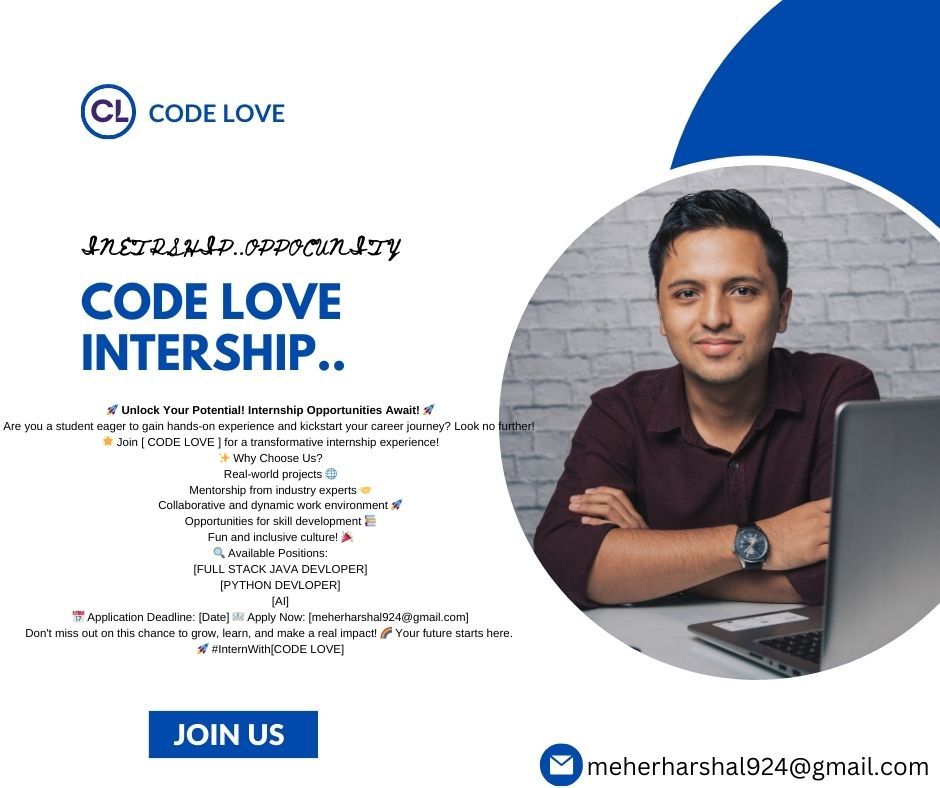 CL CODE LOVE
INETRSHIP..OPPOCUNITY
CODE LOVE
INTERSHIP..
🚀 Unlock Your Potential! Internship Opportunities Await! 🚀
Are you a student eager to gain hands-on experience and kickstart your career journey? Look no further!
🌟 Join [ CODE LOVE ] for a transformative internship experience!
✨ Why Choose Us?
Real-world projects 🌐
Mentorship from industry experts 🤝
Collaborative and dynamic work environment 🚀
Opportunities for skill development 📚
Fun and inclusive culture! 🎉
🔍 Available Positions:
[FULL STACK JAVA DEVLOPER]
[PYTHON DEVLOPER]
[AI]
📅 Application Deadline: [Date] 📧 Apply Now: [meherharshal924@gmail.com]
Don't miss out on this chance to grow, learn, and make a real impact! 🌈 Your future starts here.
🚀 #InternWith[CODE LOVE]
JOIN US
meherharshal924@gmail.com